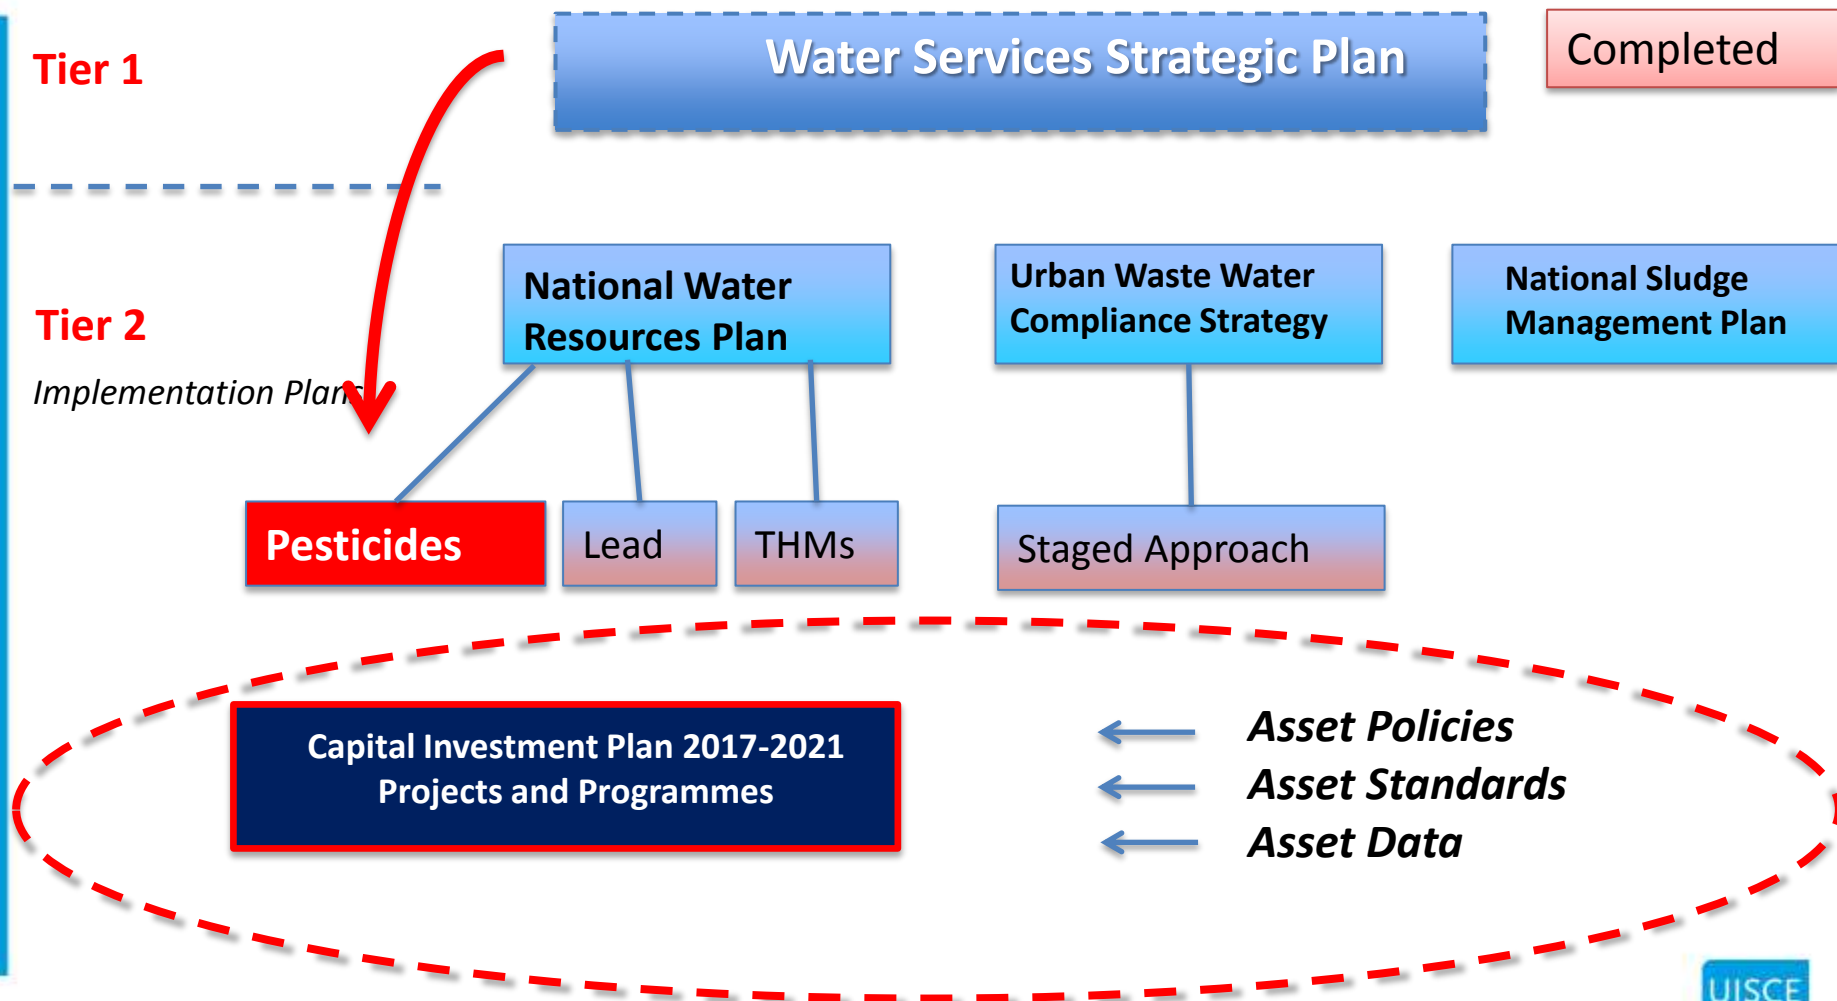 Tier 1
Water Services Strategic Plan
Completed
Tier 2
Implementation Plans
National Water
Resources Plan
Urban Waste Water
Compliance Strategy
National Sludge
Management Plan
Pesticides
Lead
THMs
Staged Approach
Capital Investment Plan 2017-2021
Projects and Programmes
Asset Policies
Asset Standards
Asset Data
UISCE